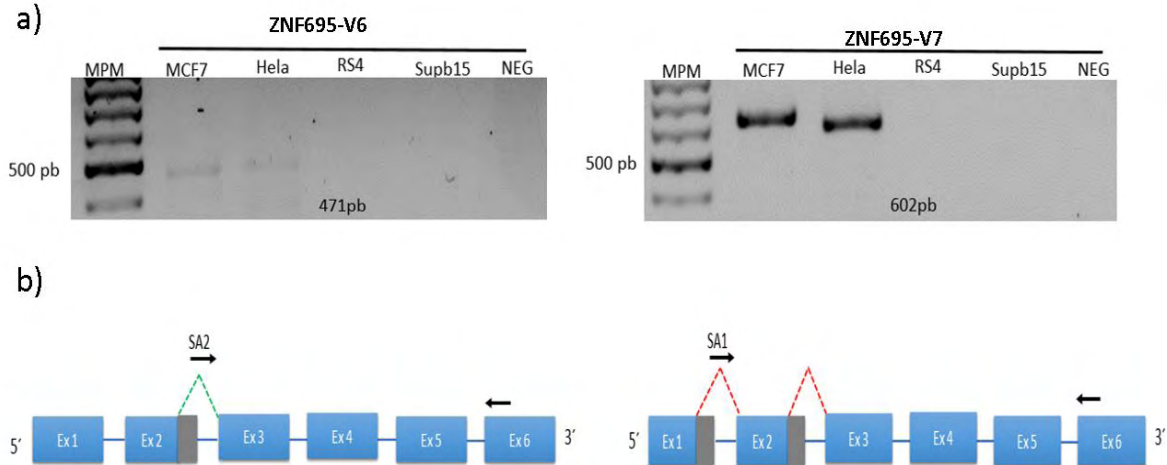 a)
ZNF695-V6
MPM MCF7 Hela RS4 Supb15 NEG
500 pb
471pb
ZNF695-V7
MPM MCF7 Hela RS4 Supb15 NEG
500 pb
602pb
b)
SA2
5´ Ex1 Ex2 Ex3 Ex4 Ex5 Ex6 3´
SA1
5´ Ex1 Ex2 Ex3 Ex4 Ex5 Ex6 3´